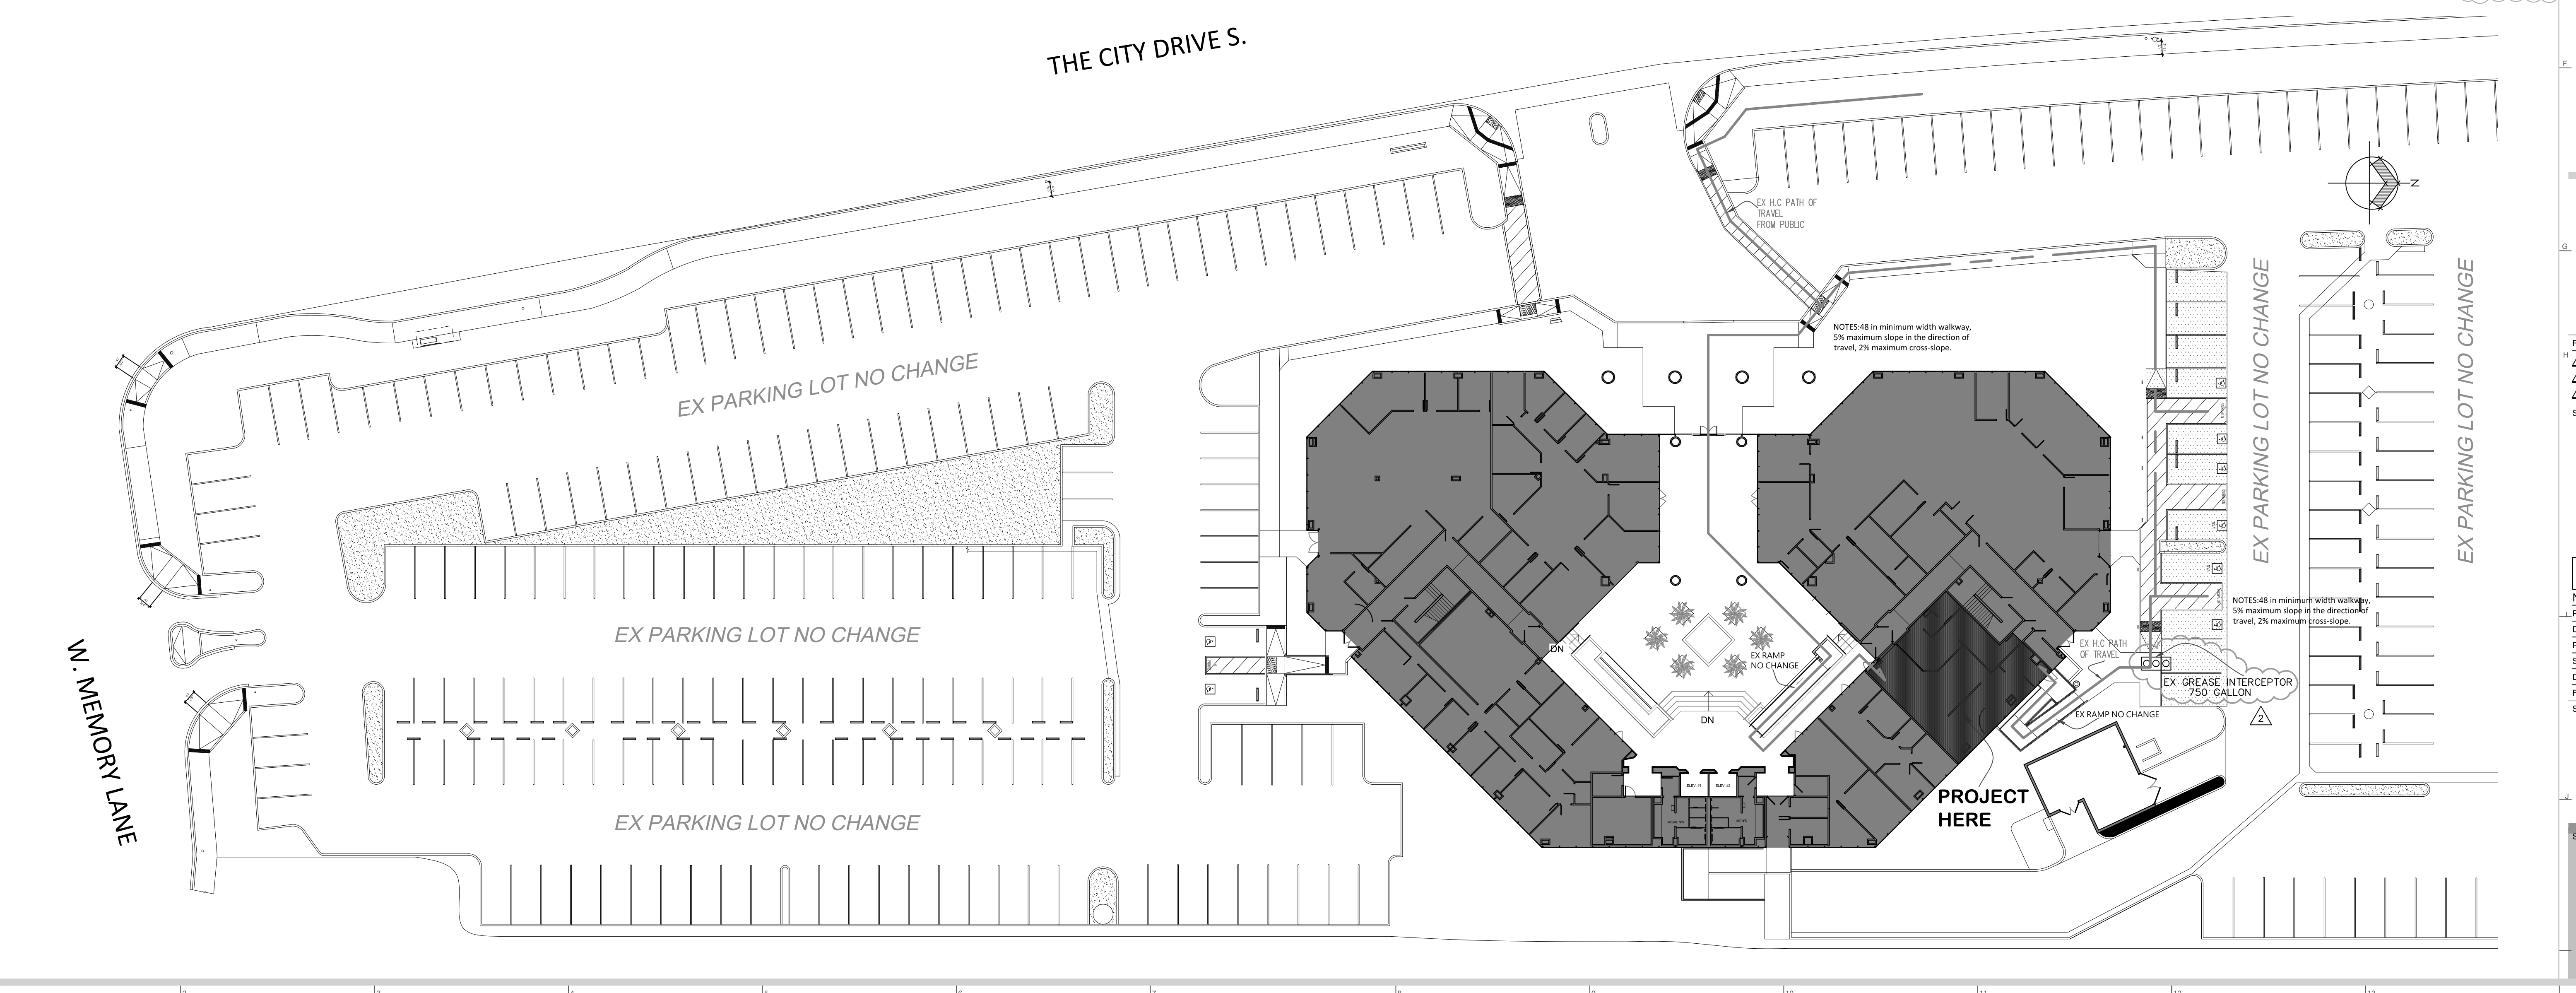 THE CITY DRIVE S.
F
N
EX H.C PATH OF
TRAVEL
FROM PUBLIC
G
NOTES:48 in minimum width walkway,
5% maximum slope in the direction of
travel, 2% maximum cross-slope.
H
EX PARKING LOT NO CHANGE
EX PARKING LOT NO CHANGE
EX PARKING LOT NO CHANGE
EX PARKING LOT NO CHANGE
NOTES:48 in minimum width walkway,
5% maximum slope in the direction of
travel, 2% maximum cross-slope.
W. MEMORY LANE
DN
EX RAMP
NO CHANGE
EX H.C PATH
OF TRAVEL
EX GREASE INTERCEPTOR
750 GALLON
2
EX RAMP NO CHANGE
DN
ELEV. #1
ELEV. #2
PROJECT
HERE
J
WOMEN'S
MEN'S
EX PARKING LOT NO CHANGE